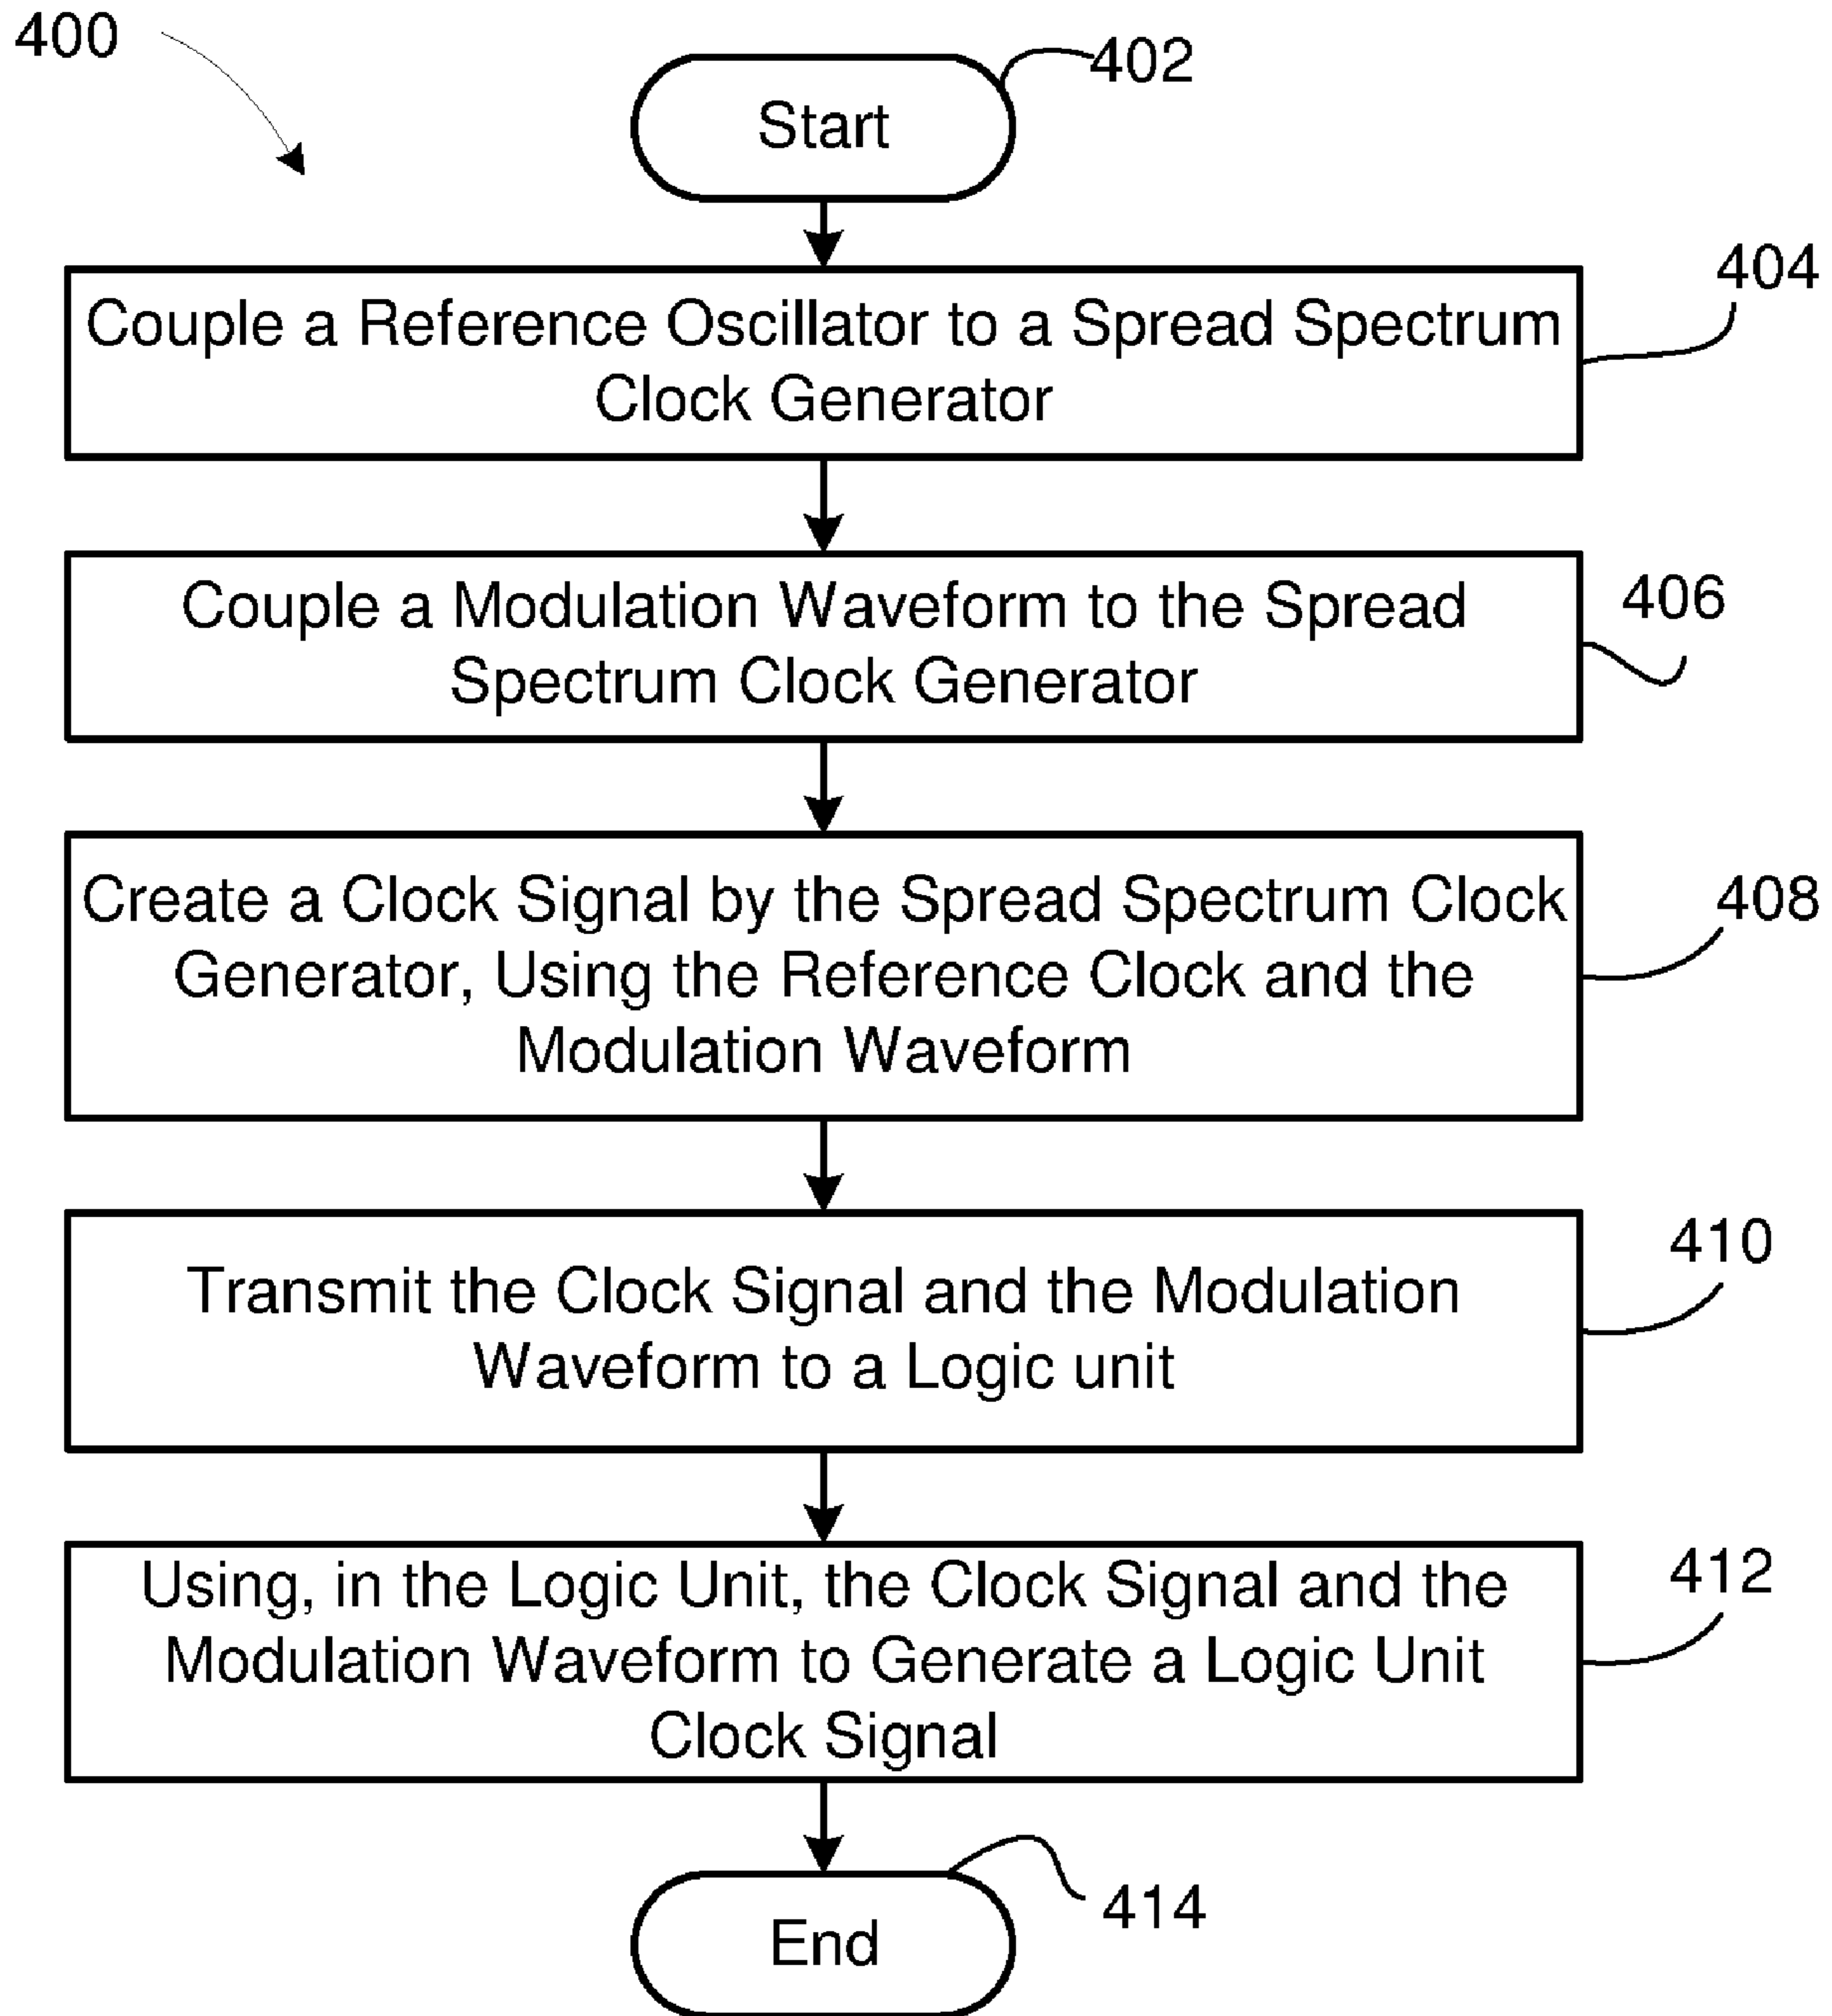 400
402
Start
404
Couple a Reference Oscillator to a Spread Spectrum
Clock Generator
406
Couple a Modulation Waveform to the Spread
Spectrum Clock Generator
408
Create a Clock Signal by the Spread Spectrum Clock
Generator, Using the Reference Clock and the
Modulation Waveform
410
Transmit the Clock Signal and the Modulation
Waveform to a Logic unit
412
Using, in the Logic Unit, the Clock Signal and the
Modulation Waveform to Generate a Logic Unit
Clock Signal
414
End